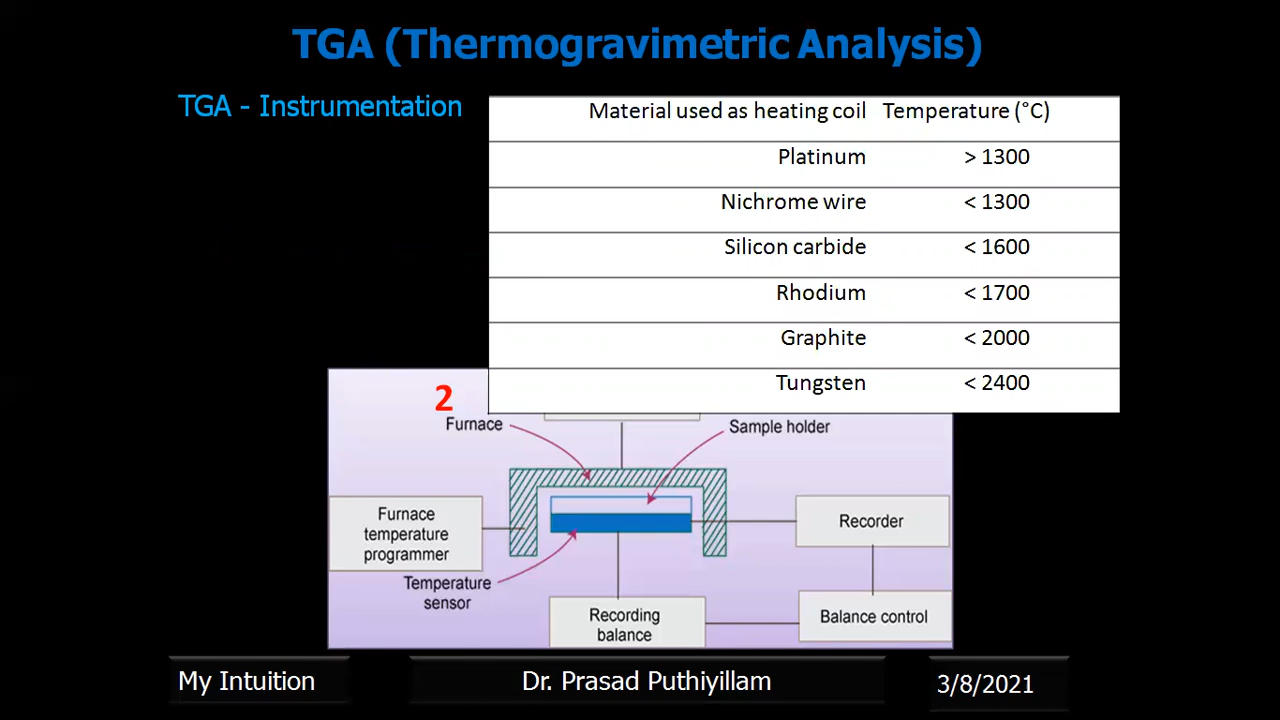 TGA (Thermogravimetric Analysis)
TGA - Instrumentation
Material used as heating coil Temperature (°C)
Platinum > 1300
Nichrome wire < 1300
Silicon carbide < 1600
Rhodium < 1700
Graphite < 2000
Tungsten < 2400
2
Furnace
Sample holder
Furnace
temperature
programmer
Recorder
Temperature
sensor
Recording
balance
Balance control
My Intuition
Dr. Prasad Puthiyillam
3/8/2021